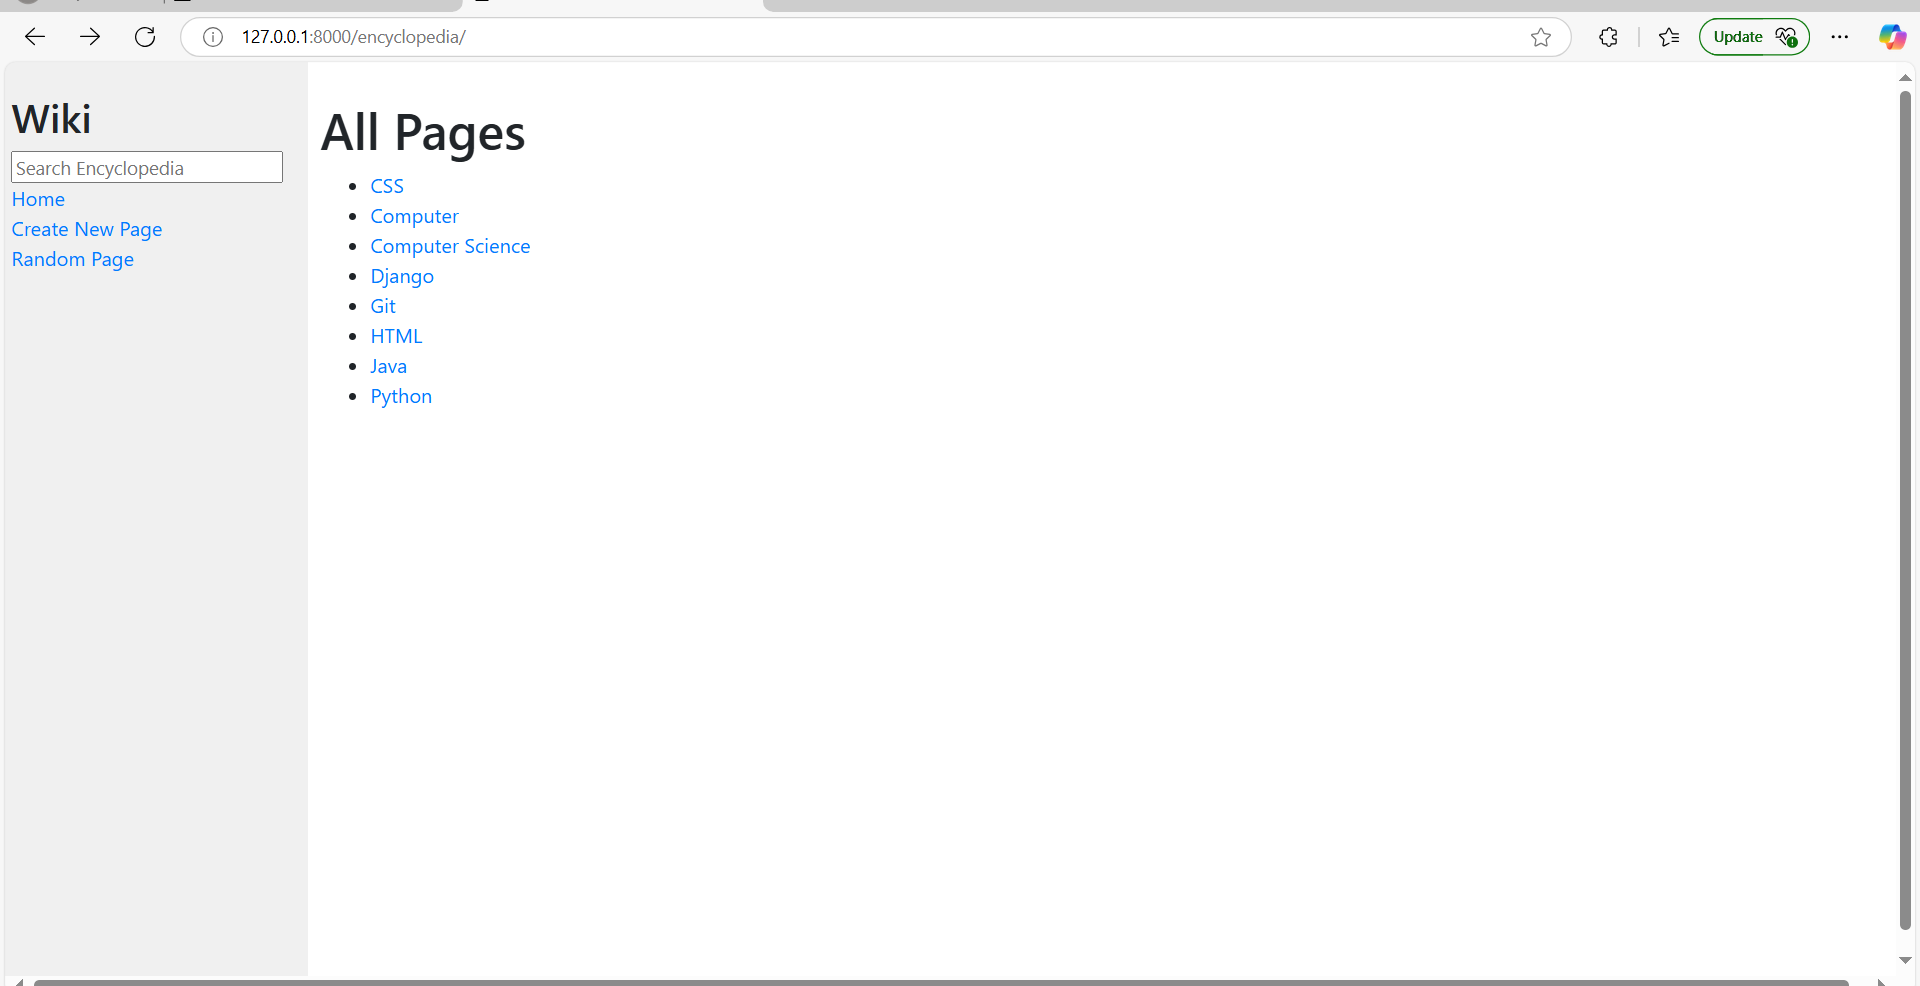 127.0.0.1:8000/encyclopedia/
Update
Wiki
Search Encyclopedia
Home
Create New Page
Random Page
All Pages
CSS
Computer
Computer Science
Django
Git
HTML
Java
Python